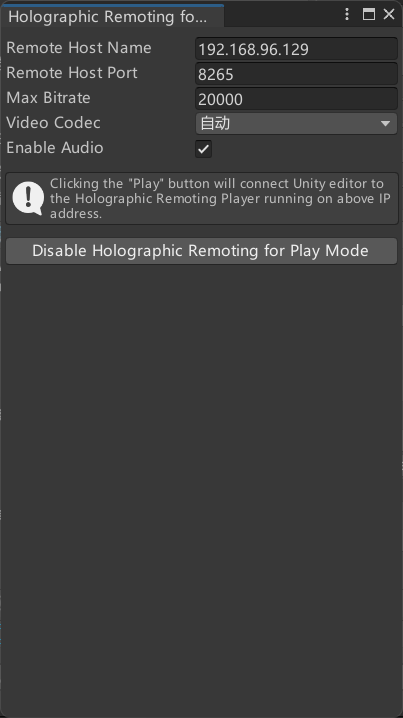 Holographic Remoting fo...
Remote Host Name 192.168.96.129
Remote Host Port 8265
Max Bitrate 20000
Video Codec 自动
Enable Audio
Clicking the "Play" button will connect Unity editor to
the Holographic Remoting Player running on above IP
address.
Disable Holographic Remoting for Play Mode